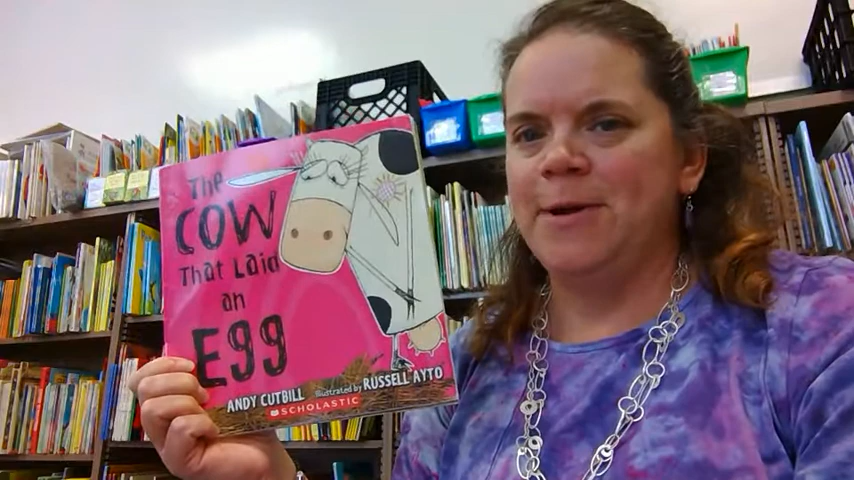 The
COW
That Laid
an
Egg
ANDY CUTBILL Illustrated by RUSSELL AYTO
SCHOLASTIC